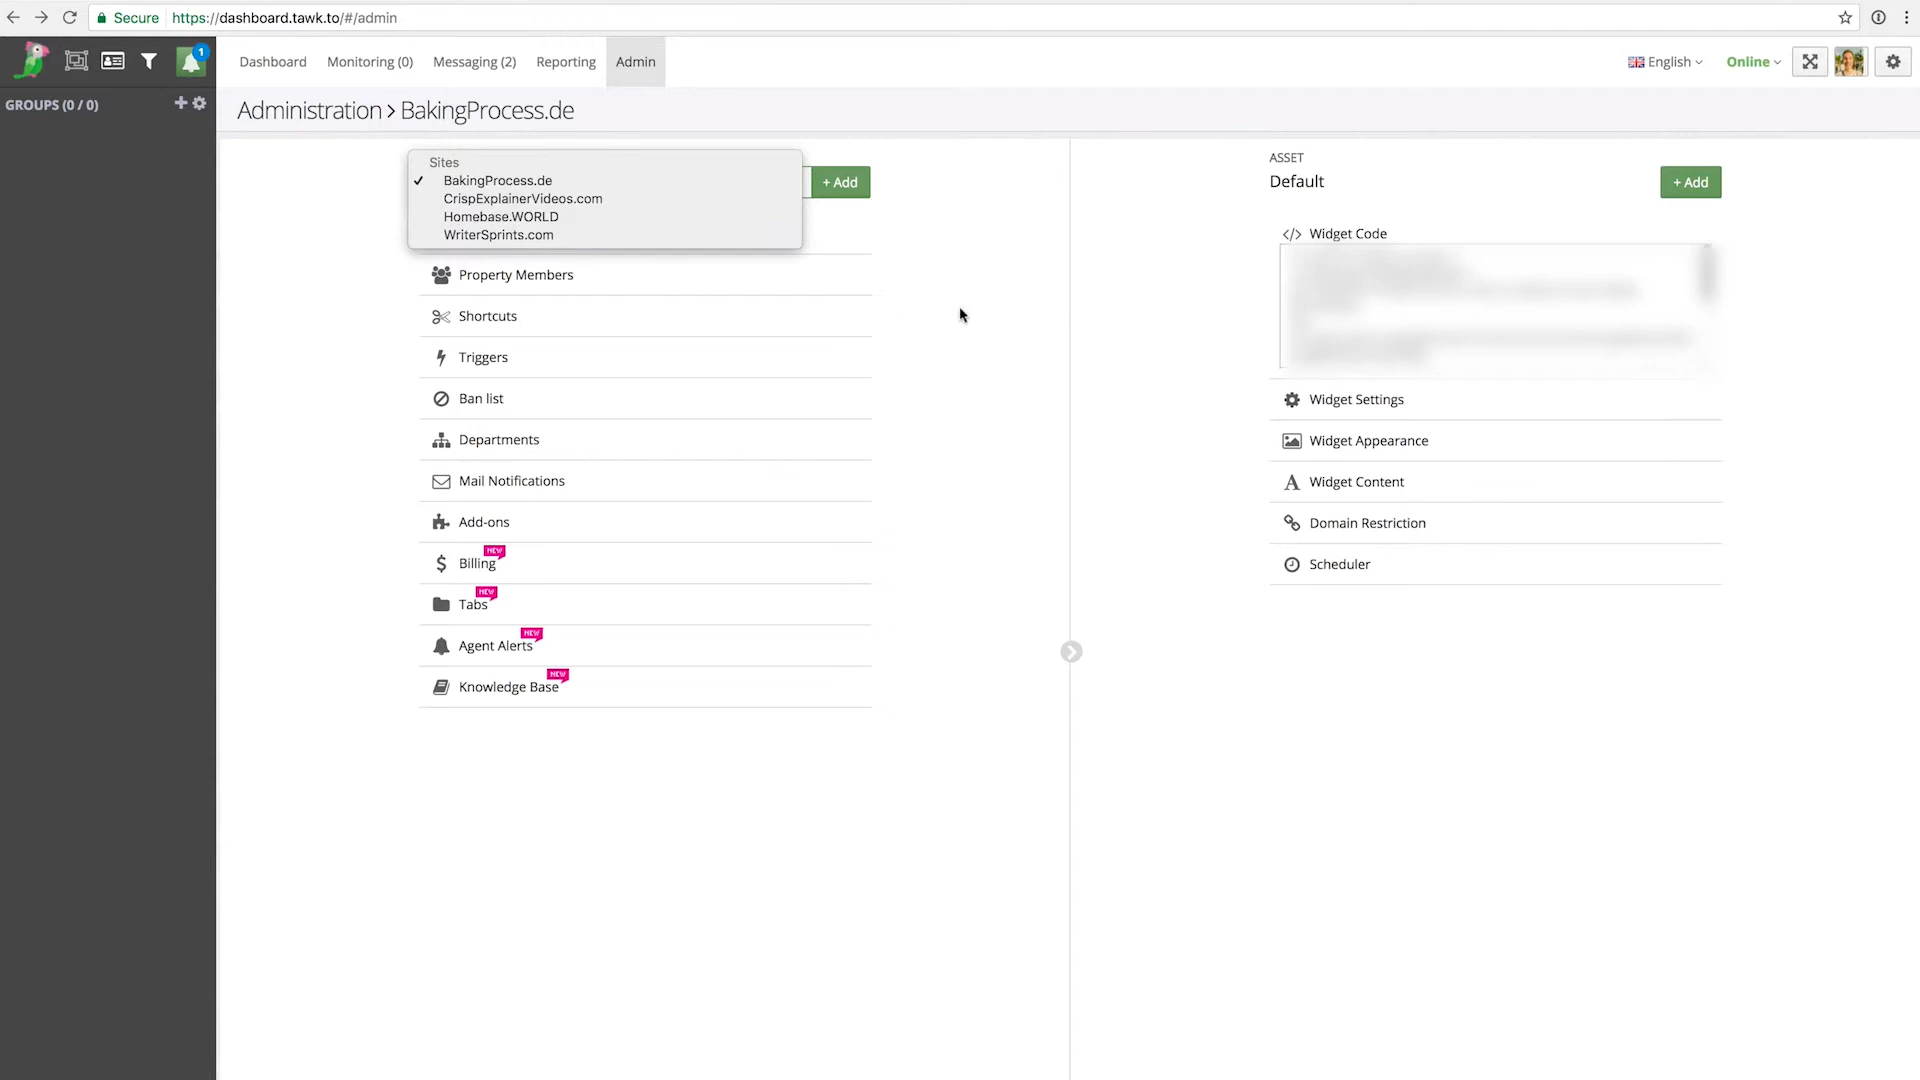 Secure https://dashboard.tawk.to/#/admin
1
Dashboard Monitoring (0) Messaging (2) Reporting Admin
English Online
GROUPS (0 / 0)
Administration > BakingProcess.de
Sites
BakingProcess.de
CrispExplainerVideos.com
Homebase.WORLD
WriterSprints.com
+ Add
Property Members
Shortcuts
Triggers
Ban list
Departments
Mail Notifications
Add-ons
Billing NEW
Tabs NEW
Agent Alerts NEW
Knowledge Base NEW
ASSET
Default
+ Add
</> Widget Code
Widget Settings
Widget Appearance
Widget Content
Domain Restriction
Scheduler